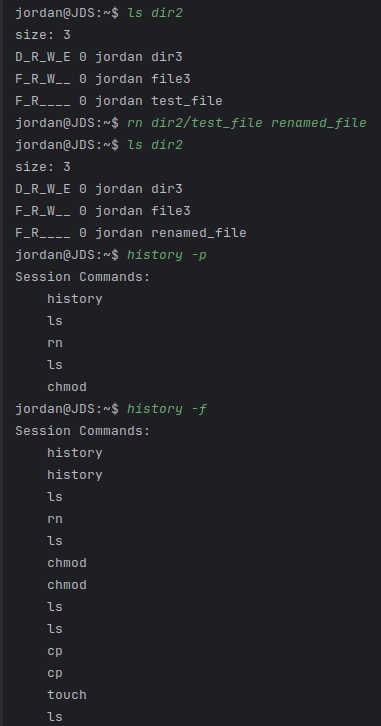 jordan@JDS:~$ ls dir2
size: 3
D_R_W_E 0 jordan dir3
F_R_W__ 0 jordan file3
F_R____ 0 jordan test_file
jordan@JDS:~$ rn dir2/test_file renamed_file
jordan@JDS:~$ ls dir2
size: 3
D_R_W_E 0 jordan dir3
F_R_W__ 0 jordan file3
F_R____ 0 jordan renamed_file
jordan@JDS:~$ history -p
Session Commands:
    history
    ls
    rn
    ls
    chmod
jordan@JDS:~$ history -f
Session Commands:
    history
    history
    ls
    rn
    ls
    chmod
    chmod
    ls
    ls
    cp
    cp
    touch
    ls